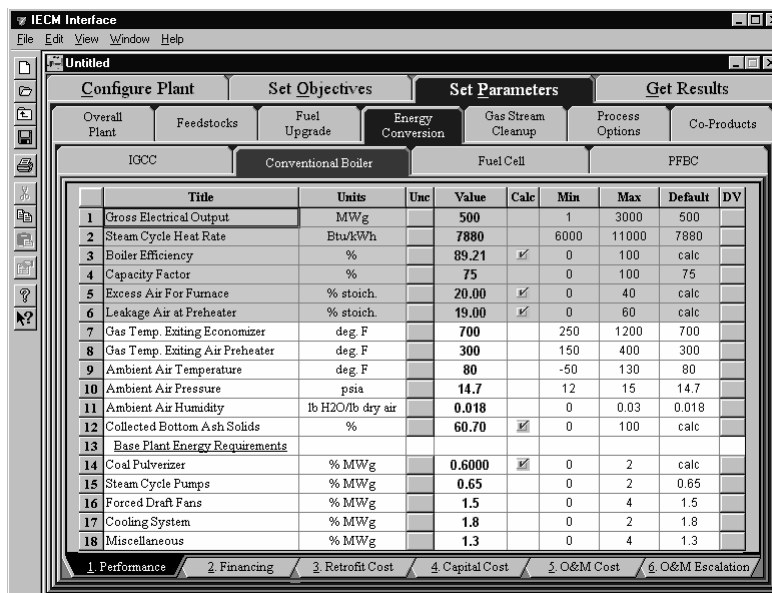 IECM Interface
File Edit View Window Help
Untitled
Configure Plant Set Objectives Set Parameters Get Results
Overall Plant Feedstocks Fuel Upgrade Energy Conversion Gas Stream Cleanup Process Options Co-Products
IGCC Conventional Boiler Fuel Cell PFBC
Title Units Unc Value Calc Min Max Default DV
1 Gross Electrical Output MWg 500 1 3000 500
2 Steam Cycle Heat Rate Btu/kWh 7880 6000 11000 7880
3 Boiler Efficiency % 89.21 0 100 calc
4 Capacity Factor % 75 0 100 75
5 Excess Air For Furnace % stoich. 20.00 0 40 calc
6 Leakage Air at Preheater % stoich. 19.00 0 60 calc
7 Gas Temp. Exiting Economizer deg. F 700 250 1200 700
8 Gas Temp. Exiting Air Preheater deg. F 300 150 400 300
9 Ambient Air Temperature deg. F 80 -50 130 80
10 Ambient Air Pressure psia 14.7 12 15 14.7
11 Ambient Air Humidity lb H2O/lb dry air 0.018 0 0.03 0.018
12 Collected Bottom Ash Solids % 60.70 0 100 calc
13 Base Plant Energy Requirements
14 Coal Pulverizer % MWg 0.6000 0 2 calc
15 Steam Cycle Pumps % MWg 0.65 0 2 0.65
16 Forced Draft Fans % MWg 1.5 0 4 1.5
17 Cooling System % MWg 1.8 0 2 1.8
18 Miscellaneous % MWg 1.3 0 4 1.3
1. Performance 2. Financing 3. Retrofit Cost 4. Capital Cost 5. O&M Cost 6. O&M Escalation